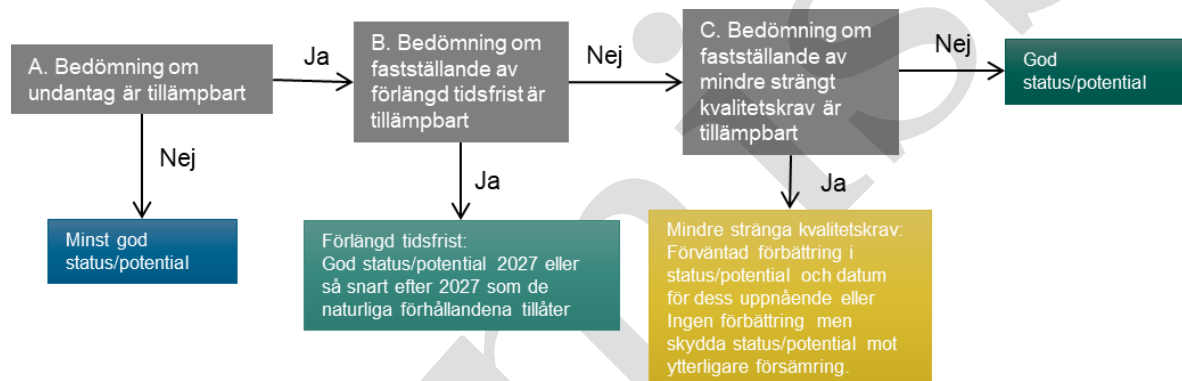 A. Bedömning om
undantag är tillämpbart
Ja
B. Bedömning om
fastställande av
förlängd tidsfrist är
tillämpbart
Nej
C. Bedömning om
fastställande av
mindre strängt
kvalitetskrav är
tillämpbart
Nej
God
status/potential
Nej
Ja
Ja
Minst god
status/potential
Förlängd tidsfrist:
God status/potential 2027 eller
så snart efter 2027 som de
naturliga förhållandena tillåter
Mindre stränga kvalitetskrav:
Förväntad förbättring i
status/potential och datum
för dess uppnående eller
Ingen förbättring men
skydda status/potential mot
ytterligare försämring.